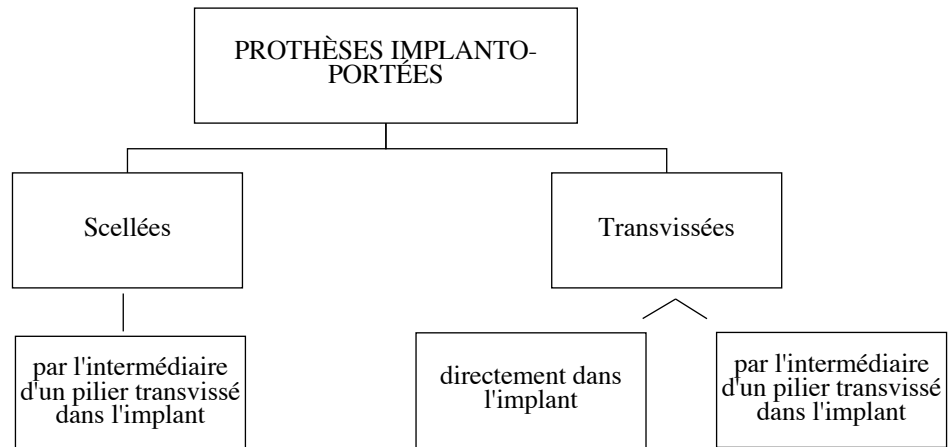 PROTHÈSES IMPLANTO-
PORTÉES
Scellées
Transvissées
par l'intermédiaire
d'un pilier transvissé
dans l'implant
directement dans
l'implant
par l'intermédiaire
d'un pilier transvissé
dans l'implant